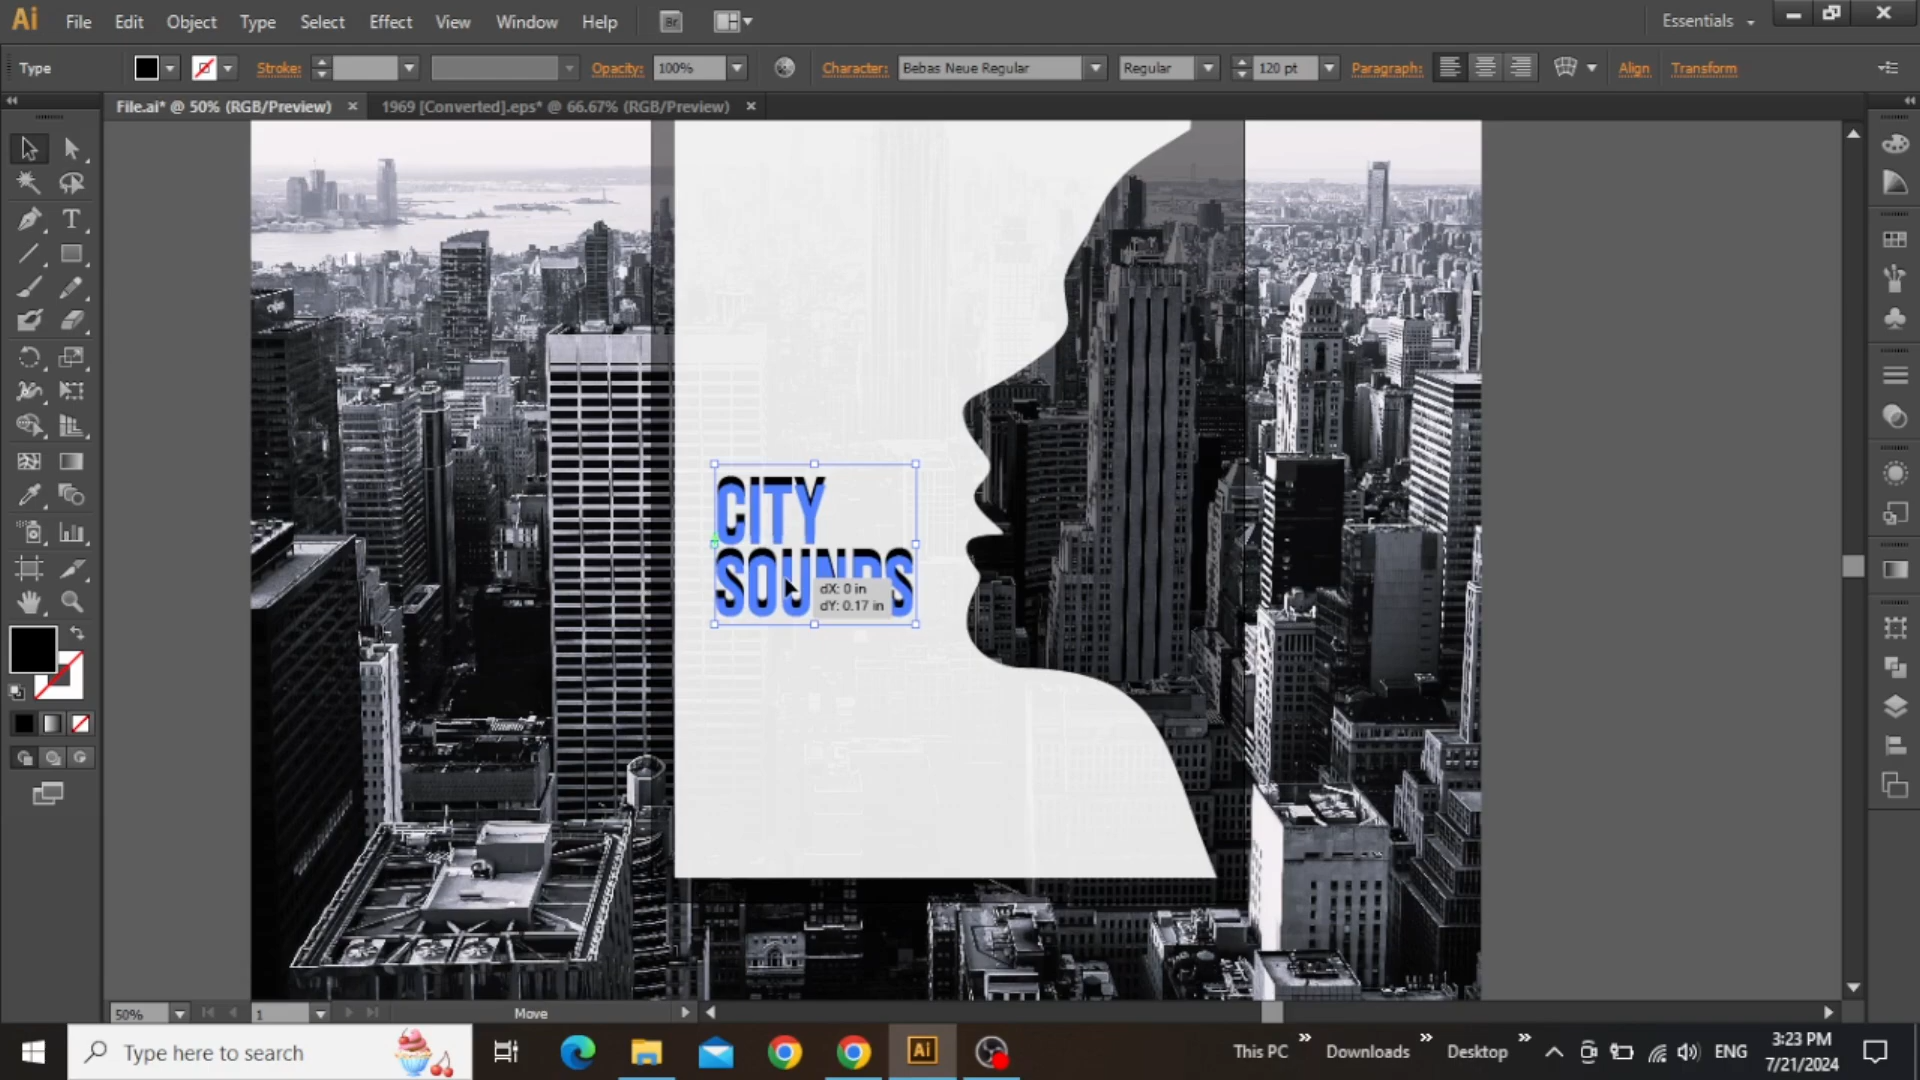 Ai File Edit Object Type Select Effect View Window Help Br Essentials
Type Stroke: Opacity: 100% Character: Bebas Neue Regular Regular 120 pt Paragraph: Align Transform
File.ai* @ 50% (RGB/Preview) × 1969 [Converted].eps* @ 66.67% (RGB/Preview) ×
CITY
SOUNDS
dX: 0 in
dY: 0.17 in
50% 1 Move
Type here to search Ai This PC » Downloads » Desktop » ENG 3:23 PM
7/21/2024